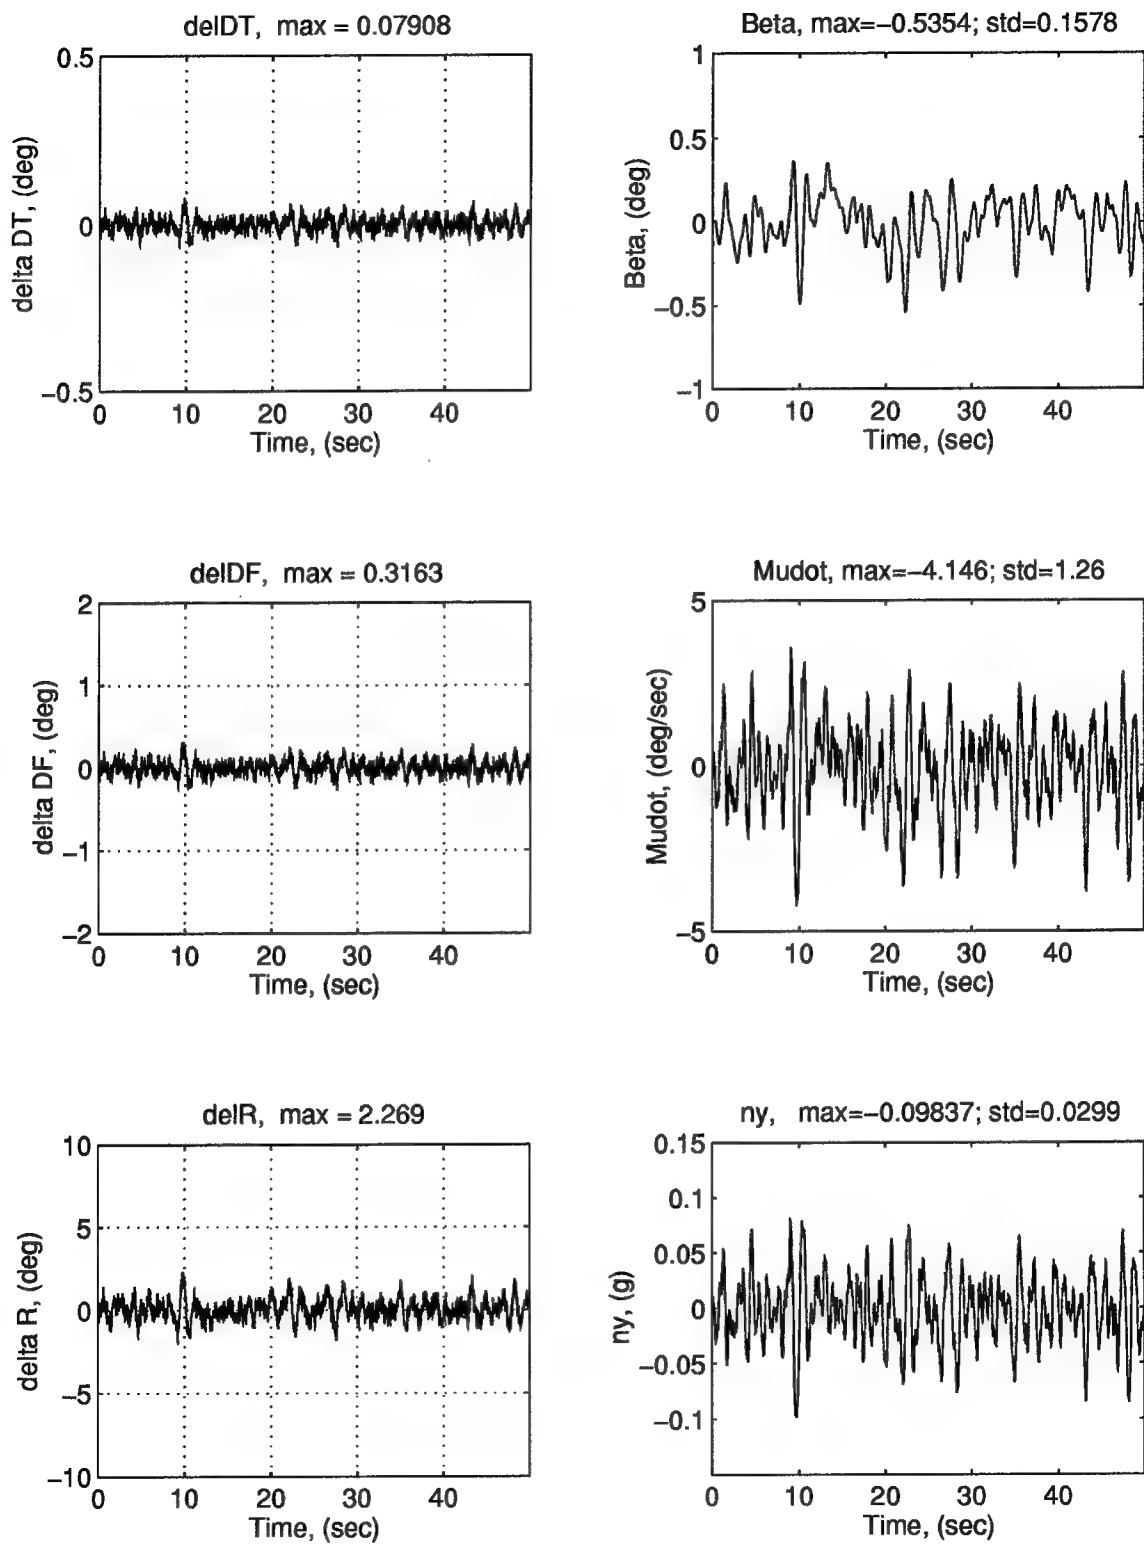 delDT, max = 0.07908
0.5
0
−0.5
delta DT, (deg)
0 10 20 30 40
Time, (sec)
Beta, max=−0.5354; std=0.1578
1
0.5
0
−0.5
−1
Beta, (deg)
0 10 20 30 40
Time, (sec)
delDF, max = 0.3163
2
1
0
−1
−2
delta DF, (deg)
0 10 20 30 40
Time, (sec)
Mudot, max=−4.146; std=1.26
5
0
−5
Mudot, (deg/sec)
0 10 20 30 40
Time, (sec)
delR, max = 2.269
10
5
0
−5
−10
delta R, (deg)
0 10 20 30 40
Time, (sec)
ny, max=−0.09837; std=0.0299
0.15
0.1
0.05
0
−0.05
−0.1
ny, (g)
0 10 20 30 40
Time, (sec)